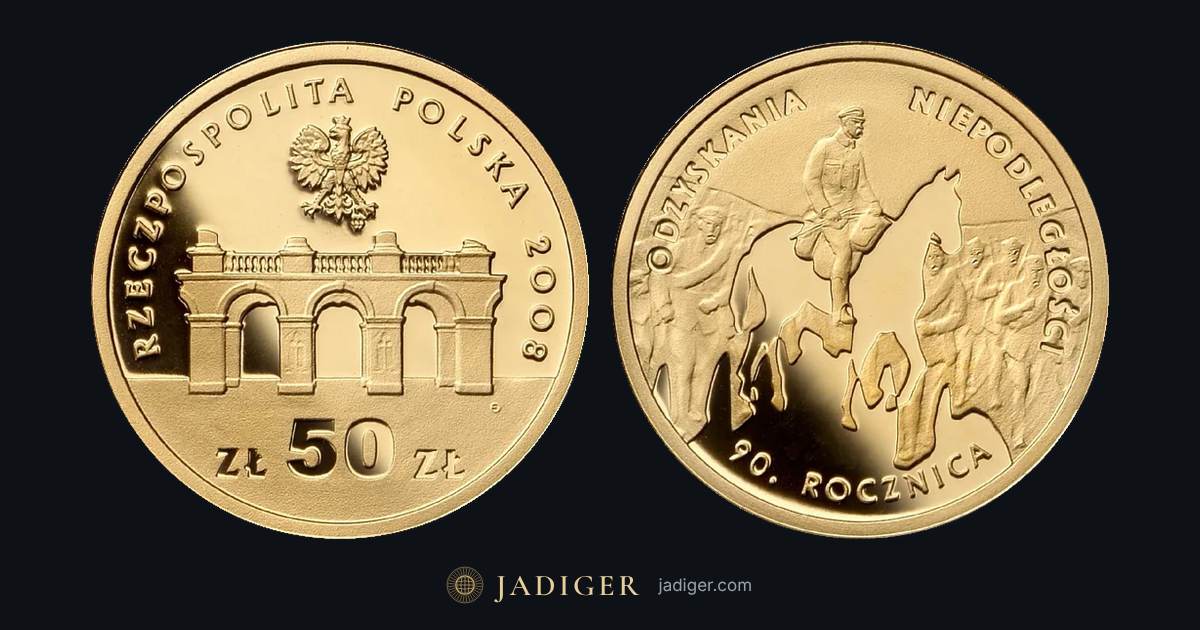 RZECZPOSPOLITA POLSKA 2008
ZŁ 50 ZŁ
ODZYSKANIA NIEPODLEGŁOŚCI
90. ROCZNICA
JADIGER jadiger.com